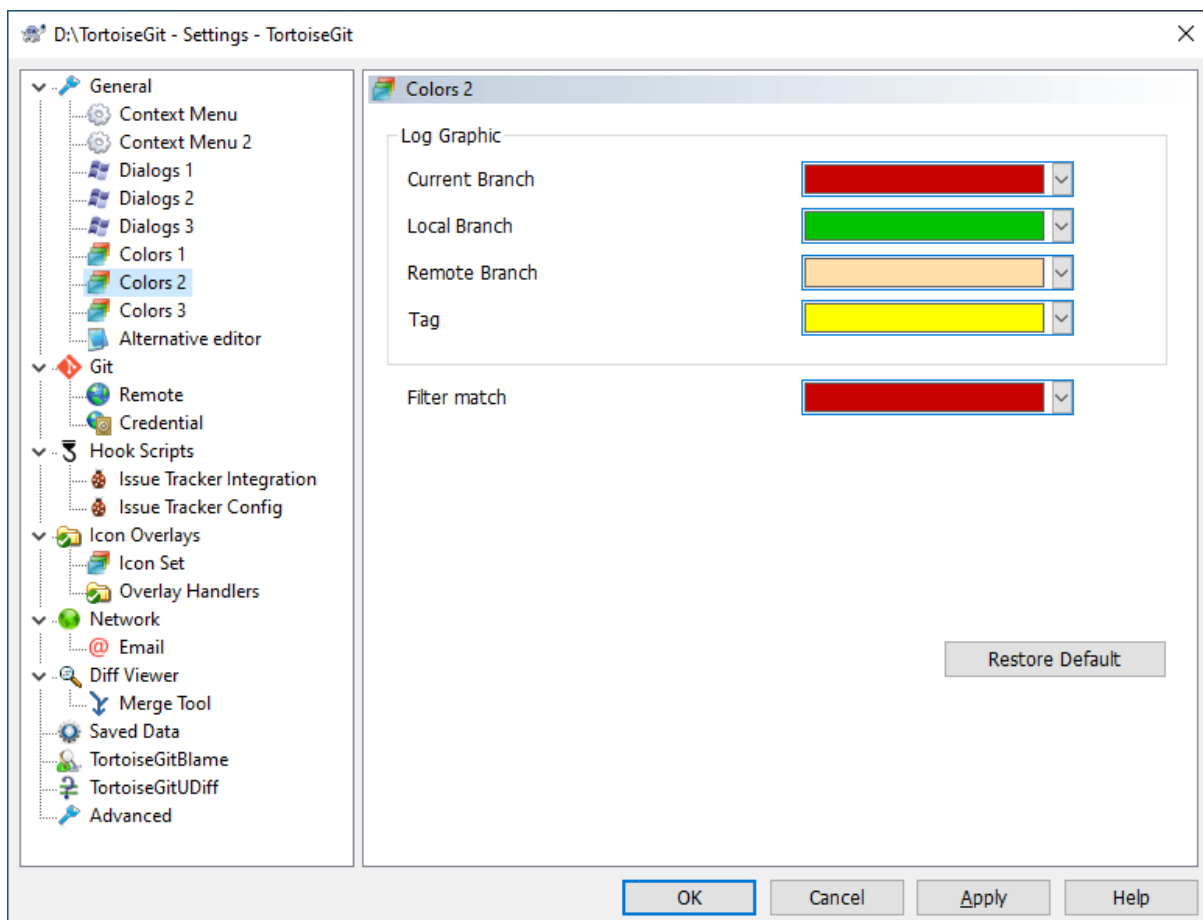 D:\TortoiseGit - Settings - TortoiseGit
General
Context Menu
Context Menu 2
Dialogs 1
Dialogs 2
Dialogs 3
Colors 1
Colors 2
Colors 3
Alternative editor
Git
Remote
Credential
Hook Scripts
Issue Tracker Integration
Issue Tracker Config
Icon Overlays
Icon Set
Overlay Handlers
Network
Email
Diff Viewer
Merge Tool
Saved Data
TortoiseGitBlame
TortoiseGitUDiff
Advanced
Colors 2
Log Graphic
Current Branch
Local Branch
Remote Branch
Tag
Filter match
Restore Default
OK
Cancel
Apply
Help